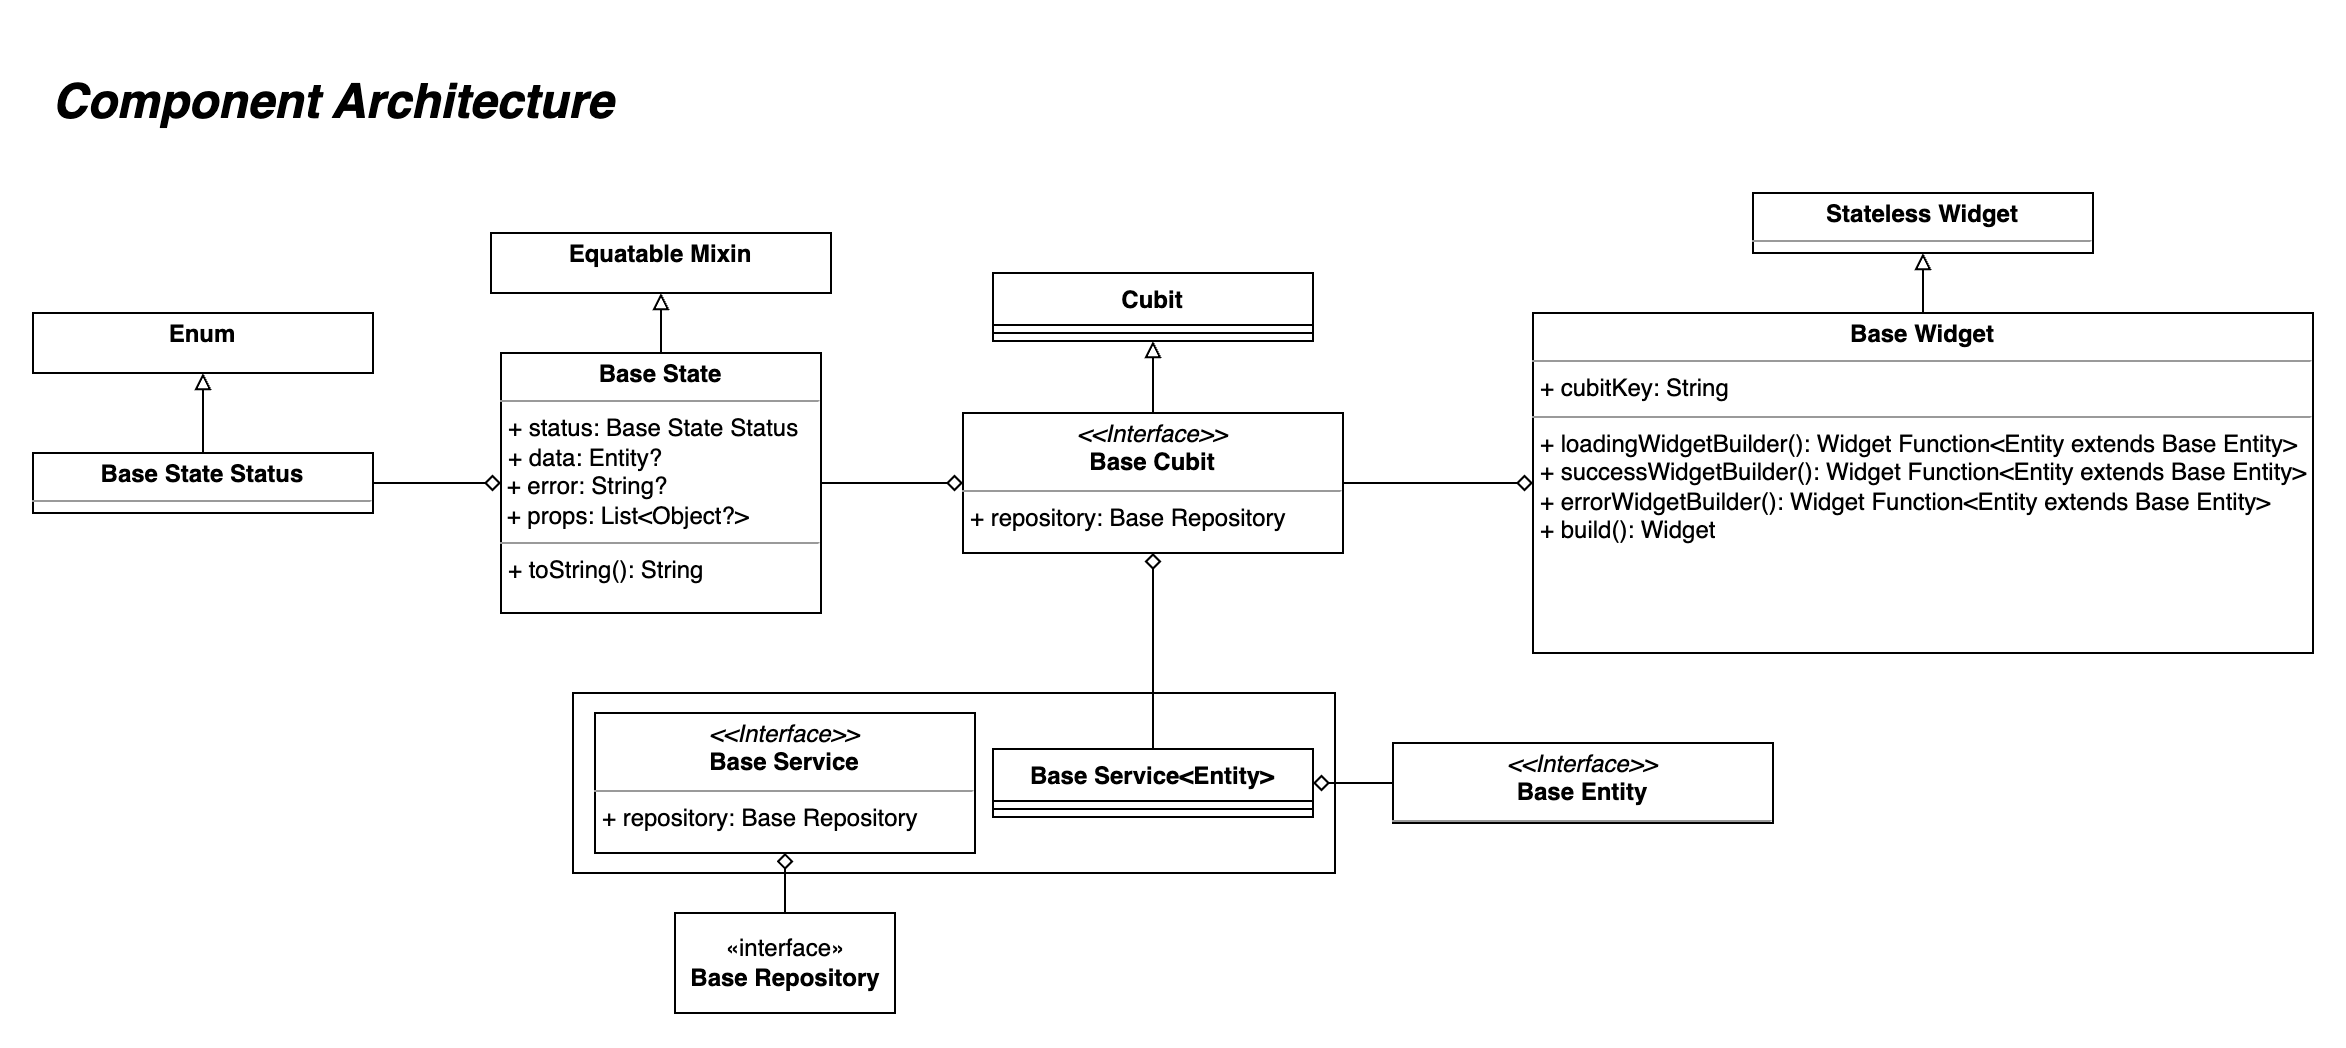 Component Architecture
Stateless Widget
Equatable Mixin
Cubit
Enum
Base Widget
+ cubitKey: String
+ loadingWidgetBuilder(): Widget Function<Entity extends Base Entity>
+ successWidgetBuilder(): Widget Function<Entity extends Base Entity>
+ errorWidgetBuilder(): Widget Function<Entity extends Base Entity>
+ build(): Widget
Base State
+ status: Base State Status
+ data: Entity?
+ error: String?
+ props: List<Object?>
+ toString(): String
<<Interface>>
Base Cubit
+ repository: Base Repository
Base State Status
<<Interface>>
Base Service
+ repository: Base Repository
Base Service<Entity>
<<Interface>>
Base Entity
«interface»
Base Repository